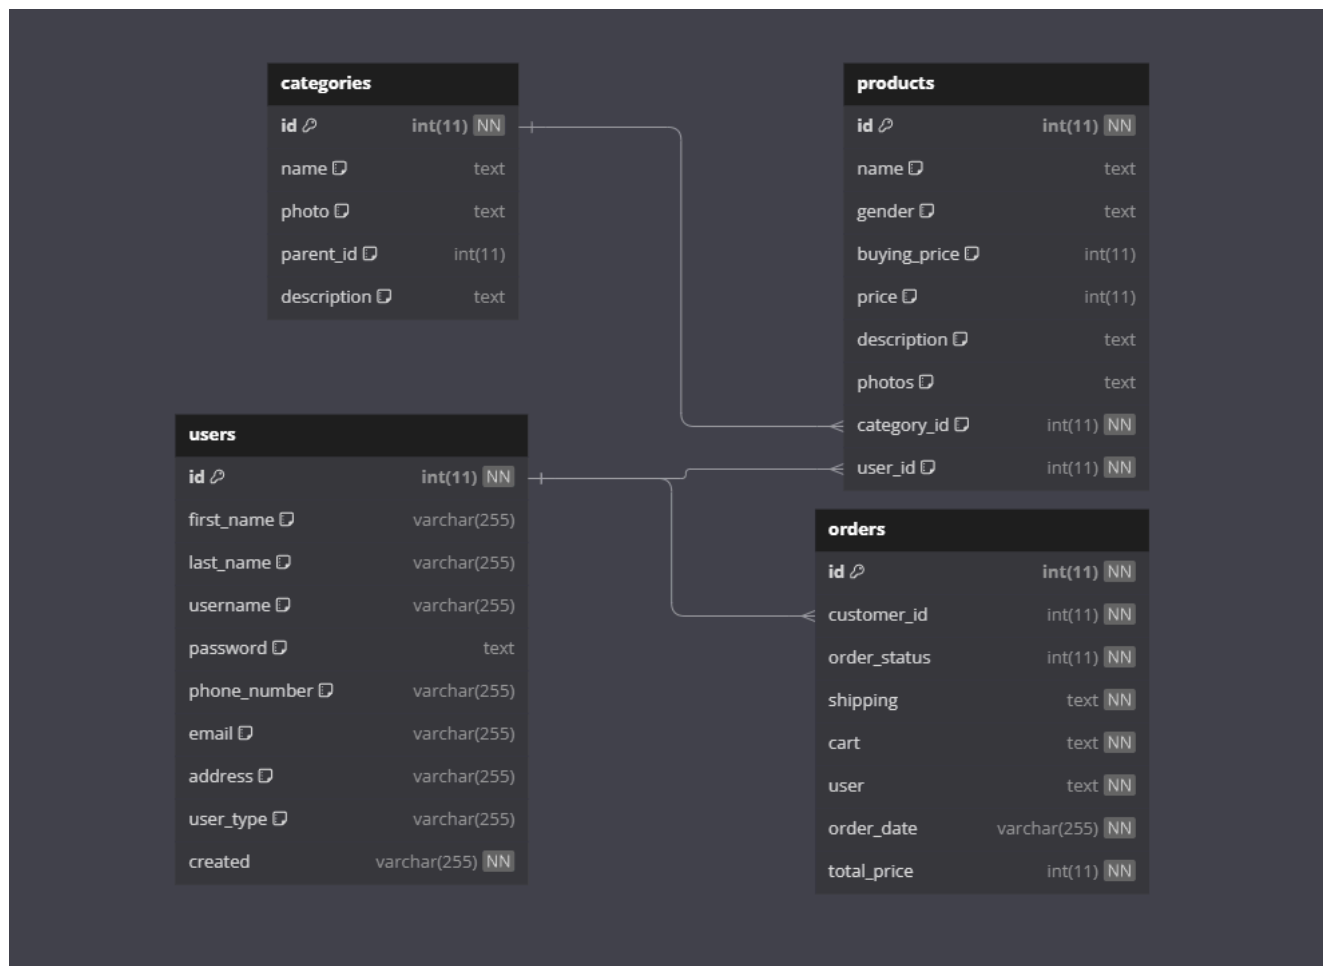 categories
id int(11) NN
name text
photo text
parent_id int(11)
description text
products
id int(11) NN
name text
gender text
buying_price int(11)
price int(11)
description text
photos text
category_id int(11) NN
user_id int(11) NN
users
id int(11) NN
first_name varchar(255)
last_name varchar(255)
username varchar(255)
password text
phone_number varchar(255)
email varchar(255)
address varchar(255)
user_type varchar(255)
created varchar(255) NN
orders
id int(11) NN
customer_id int(11) NN
order_status int(11) NN
shipping text NN
cart text NN
user text NN
order_date varchar(255) NN
total_price int(11) NN